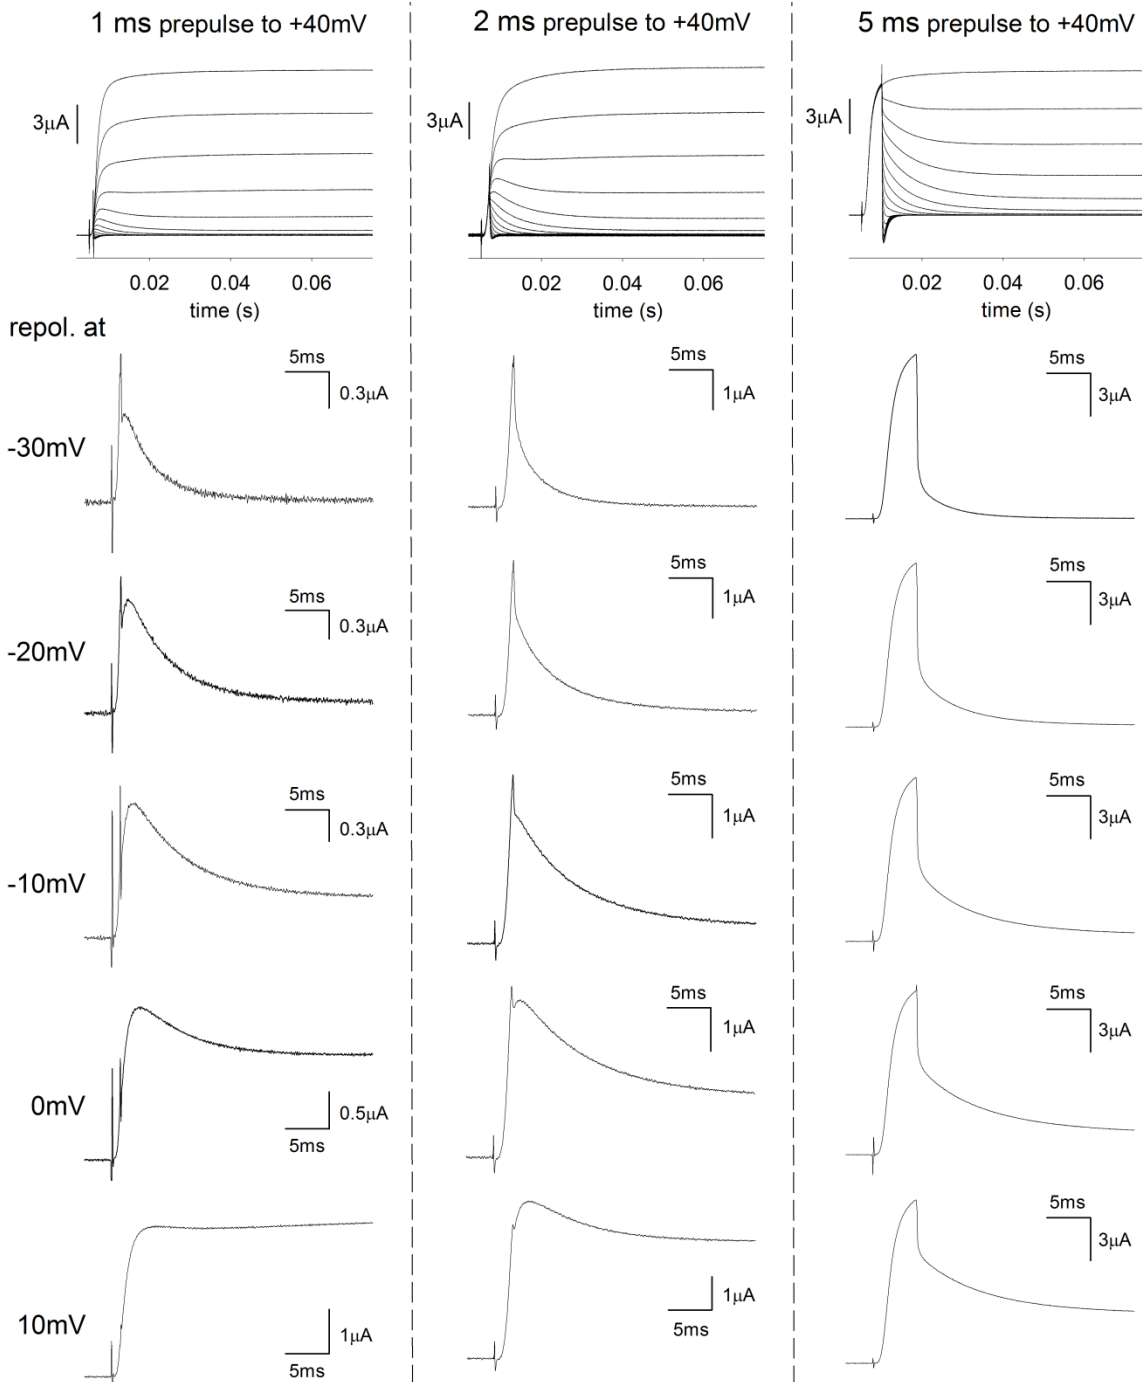 1 ms prepulse to +40mV
2 ms prepulse to +40mV
5 ms prepulse to +40mV
3μA
3μA
3μA
0.02 0.04 0.06
0.02 0.04 0.06
0.02 0.04 0.06
time (s)
time (s)
time (s)
repol. at
-30mV
5ms
0.3μA
5ms
1μA
5ms
3μA
-20mV
5ms
0.3μA
5ms
1μA
5ms
3μA
-10mV
5ms
0.3μA
5ms
1μA
5ms
3μA
0mV
0.5μA
5ms
5ms
1μA
5ms
3μA
10mV
1μA
5ms
1μA
5ms
5ms
3μA